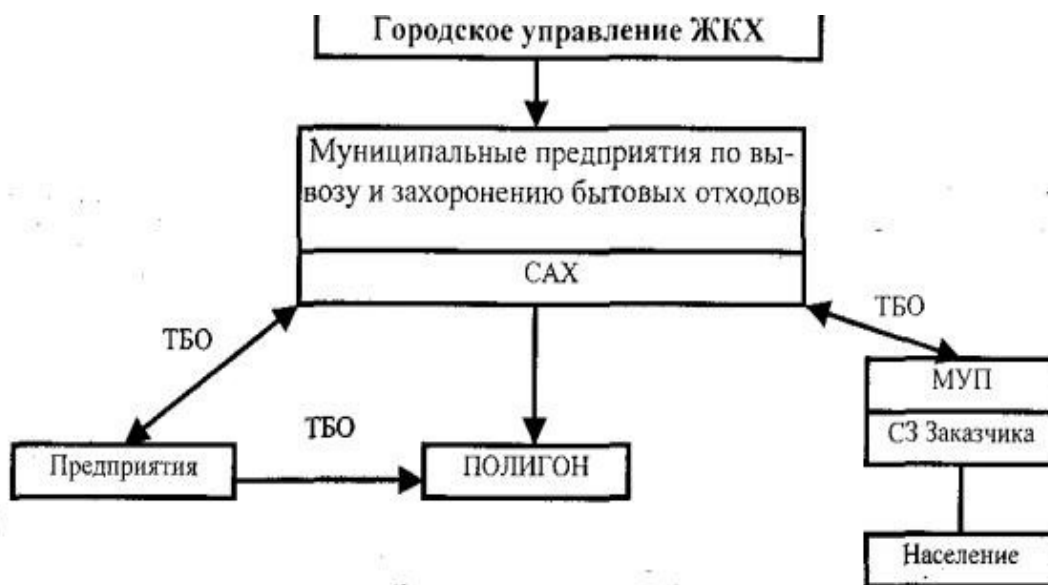 Городское управление ЖКХ
Муниципальные предприятия по вы-
возу и захоронению бытовых отходов
САХ
ТБО
ТБО
МУП
ТБО
СЗ Заказчика
Предприятия
ПОЛИГОН
Население